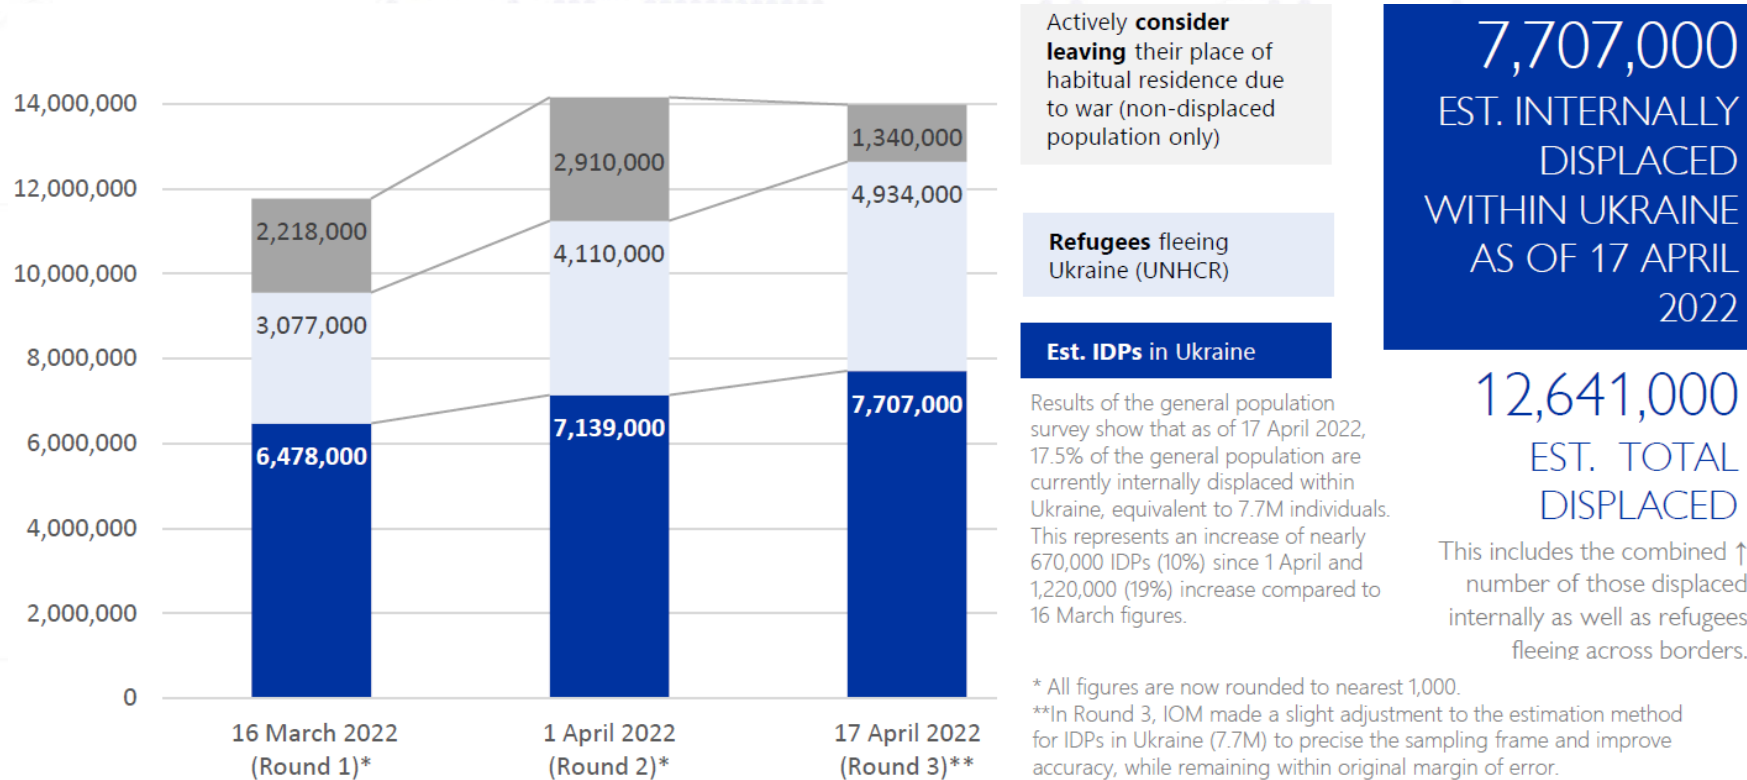 14,000,000
12,000,000
10,000,000
8,000,000
6,000,000
4,000,000
2,000,000
0
2,218,000
3,077,000
6,478,000
2,910,000
4,110,000
7,139,000
1,340,000
4,934,000
7,707,000
16 March 2022
(Round 1)*
1 April 2022
(Round 2)*
17 April 2022
(Round 3)**
Actively consider
leaving their place of
habitual residence due
to war (non-displaced
population only)
Refugees fleeing
Ukraine (UNHCR)
Est. IDPs in Ukraine
Results of the general population
survey show that as of 17 April 2022,
17.5% of the general population are
currently internally displaced within
Ukraine, equivalent to 7.7M individuals.
This represents an increase of nearly
670,000 IDPs (10%) since 1 April and
1,220,000 (19%) increase compared to
16 March figures.
7,707,000
EST. INTERNALLY
DISPLACED
WITHIN UKRAINE
AS OF 17 APRIL
2022
12,641,000
EST. TOTAL
DISPLACED
This includes the combined ↑
number of those displaced
internally as well as refugees
fleeing across borders.
* All figures are now rounded to nearest 1,000.
**In Round 3, IOM made a slight adjustment to the estimation method
for IDPs in Ukraine (7.7M) to precise the sampling frame and improve
accuracy, while remaining within original margin of error.